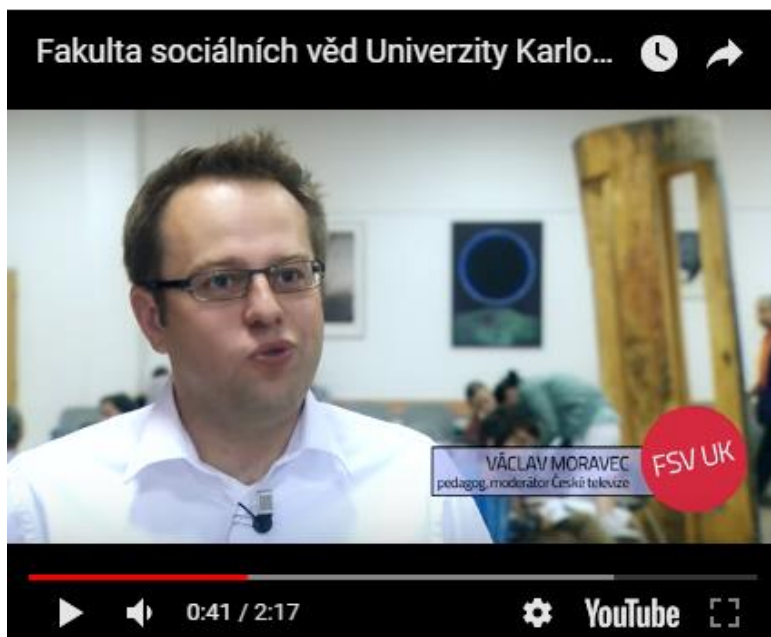 Fakulta sociálních věd Univerzity Karlo...
VÁCLAV MORAVEC
pedagog, moderátor České televize
FSV UK
0:41 / 2:17
YouTube